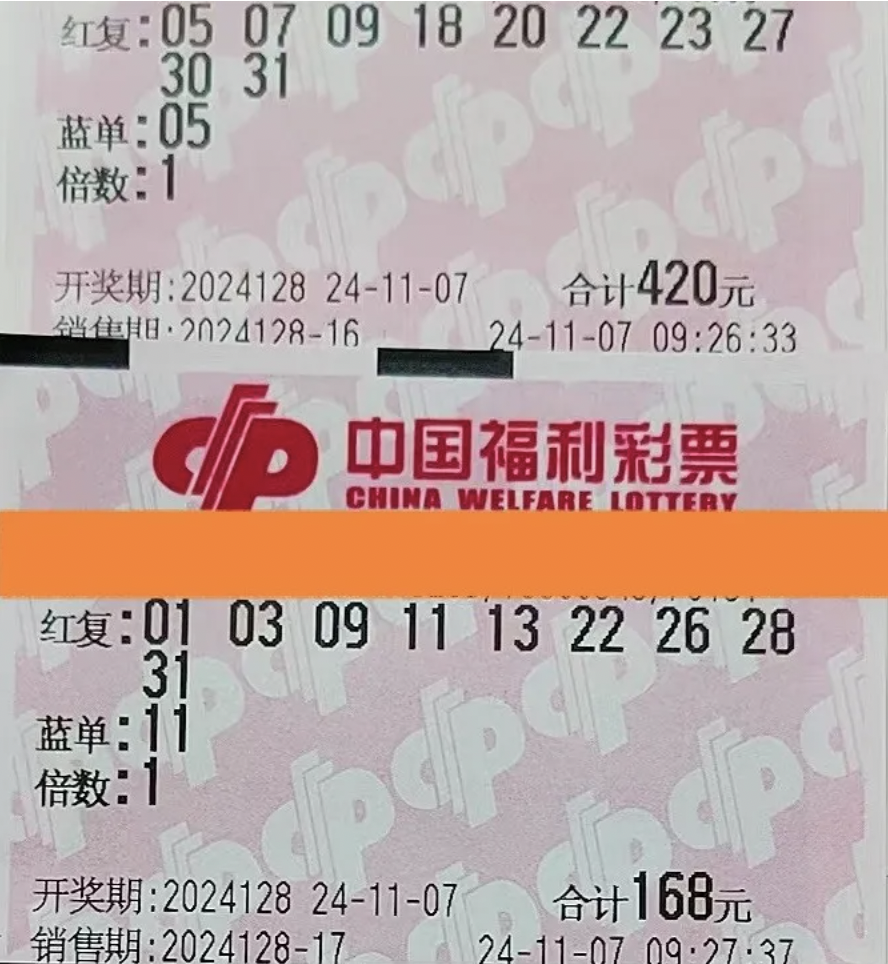 红复:05 07 09 18 20 22 23 27
30 31
蓝单:05
倍数:1
开奖期:2024128 24-11-07 合计420元
销售期:2024128-16 24-11-07 09:26:33
中国福利彩票
CHINA WELFARE LOTTERY
红复:01 03 09 11 13 22 26 28
31
蓝单:11
倍数:1
开奖期:2024128 24-11-07 合计168元
销售期:2024128-17 24-11-07 09:27:37